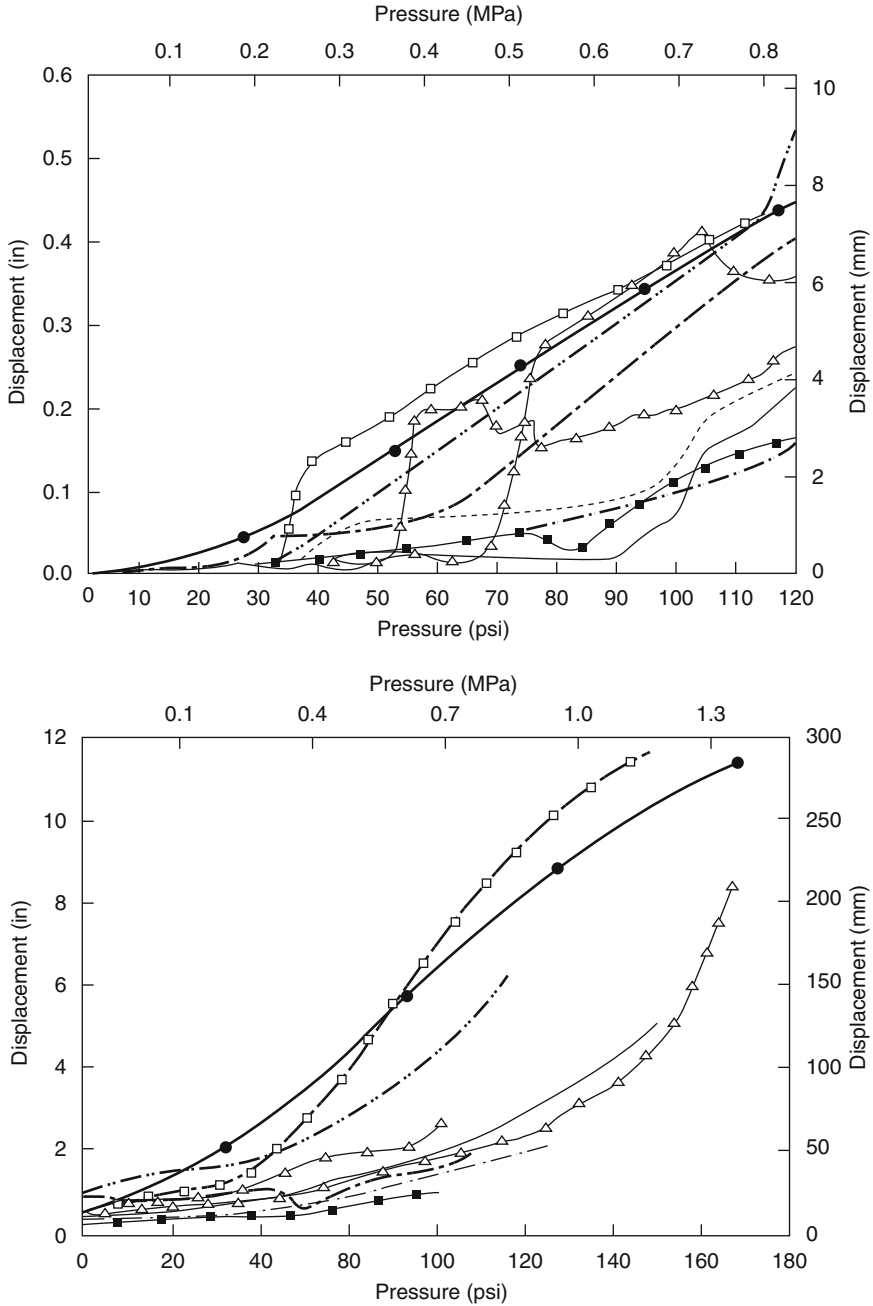 Pressure (MPa)
0.1 0.2 0.3 0.4 0.5 0.6 0.7 0.8
0.6 10
0.5
8
0.4
6
0.3
4
0.2
0.1 2
0.0 0
Displacement (in)
Displacement (mm)
0 10 20 30 40 50 60 70 80 90 100 110 120
Pressure (psi)
Pressure (MPa)
0.1 0.4 0.7 1.0 1.3
12 300
10 250
8 200
6 150
4 100
2 50
0 0
Displacement (in)
Displacement (mm)
0 20 40 60 80 100 120 140 160 180
Pressure (psi)